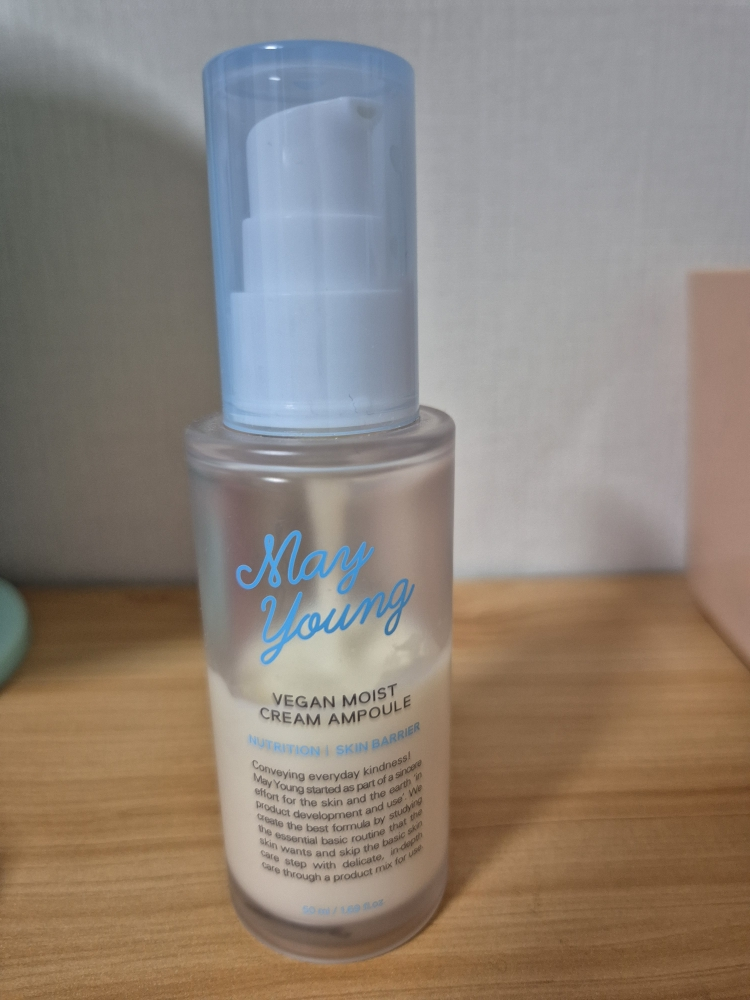 May
Young
VEGAN MOIST
CREAM AMPOULE
NUTRITION | SKIN BARRIER
Conveying everyday kindness!
May Young started as part of a sincere
effort for the skin and the earth 'in
product development and use'. We
create the best formula by studying
the essential basic routine that the
skin wants and skip the basic skin
care step with delicate, in-depth
care through a product mix for use.
50 ml / 1.69 fl.oz